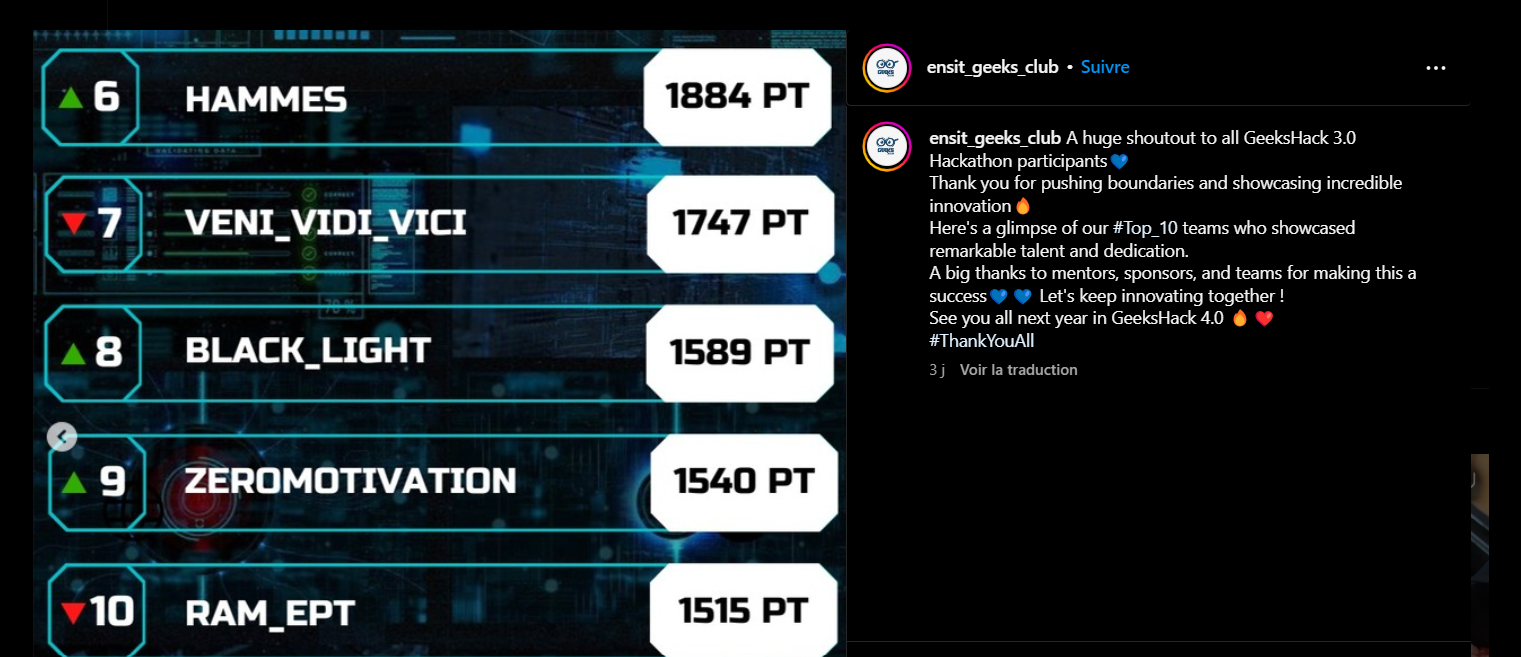 6 HAMMES 1884 PT
7 VENI_VIDI_VICI 1747 PT
8 BLACK_LIGHT 1589 PT
9 ZEROMOTIVATION 1540 PT
10 RAM_EPT 1515 PT
70 %
GEEKS
ensit_geeks_club • Suivre
GEEKS
ensit_geeks_club A huge shoutout to all GeeksHack 3.0
Hackathon participants💙
Thank you for pushing boundaries and showcasing incredible
innovation🔥
Here's a glimpse of our #Top_10 teams who showcased
remarkable talent and dedication.
A big thanks to mentors, sponsors, and teams for making this a
success💙 💙 Let's keep innovating together !
See you all next year in GeeksHack 4.0 🔥 ❤️
#ThankYouAll
3 j Voir la traduction